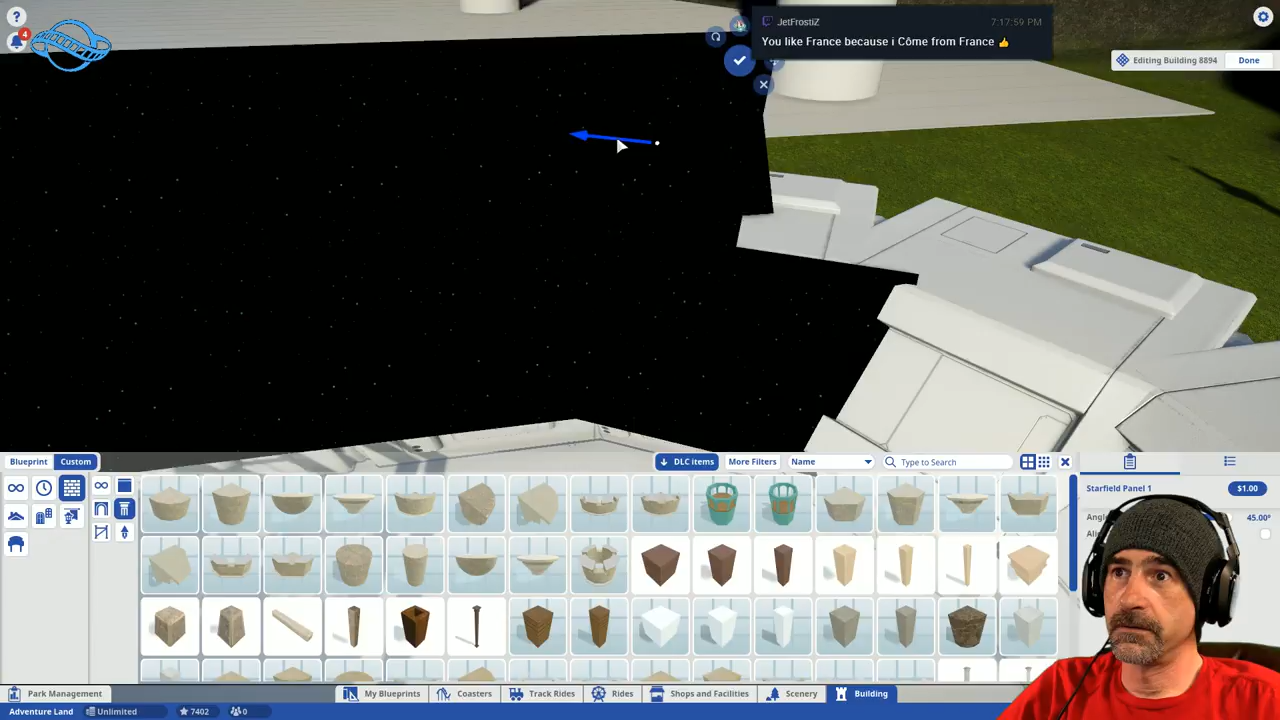 ?
4
JetFrostiZ
7:17:59 PM
You like France because i Côme from France 👍
Editing Building 8894
Done
Blueprint
Custom
DLC items
More Filters
Name
Type to Search
Starfield Panel 1
$1.00
45.00°
Park Management
My Blueprints
Coasters
Track Rides
Rides
Shops and Facilities
Scenery
Building
Adventure Land
Unlimited
7402
0